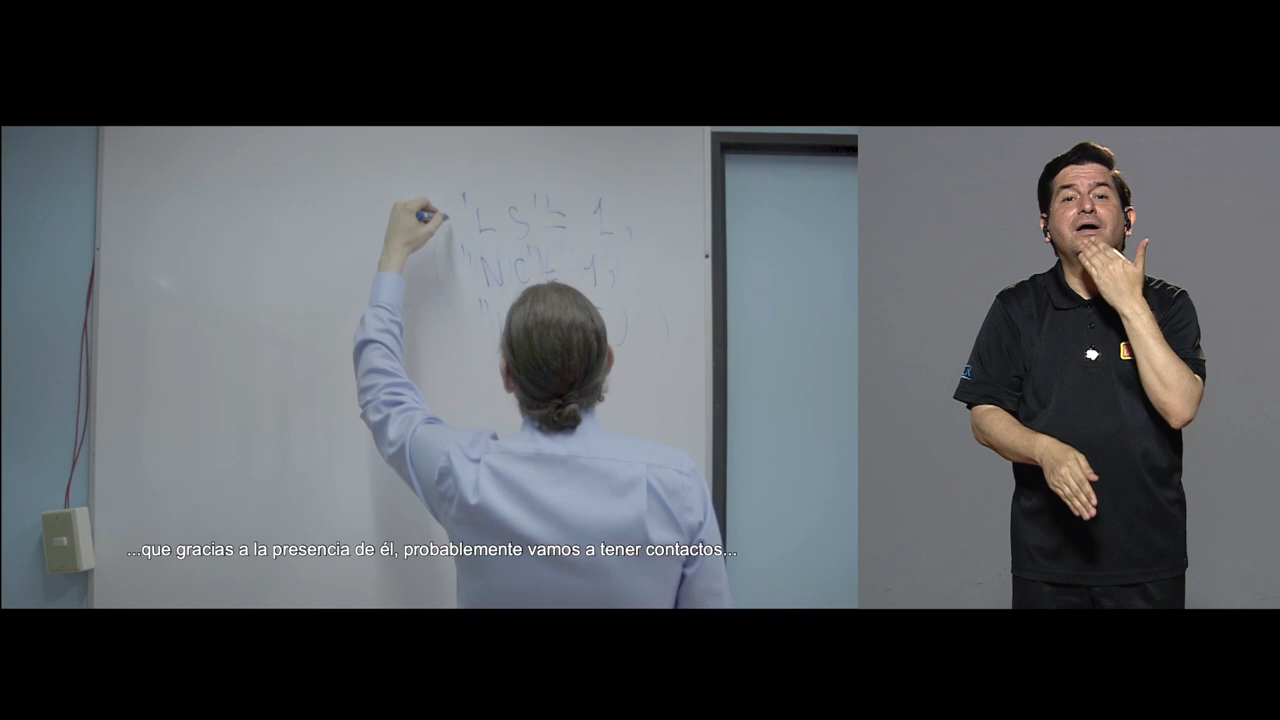 "LS"= 1,
"NC"= 1,
...que gracias a la presencia de él, probablemente vamos a tener contactos...